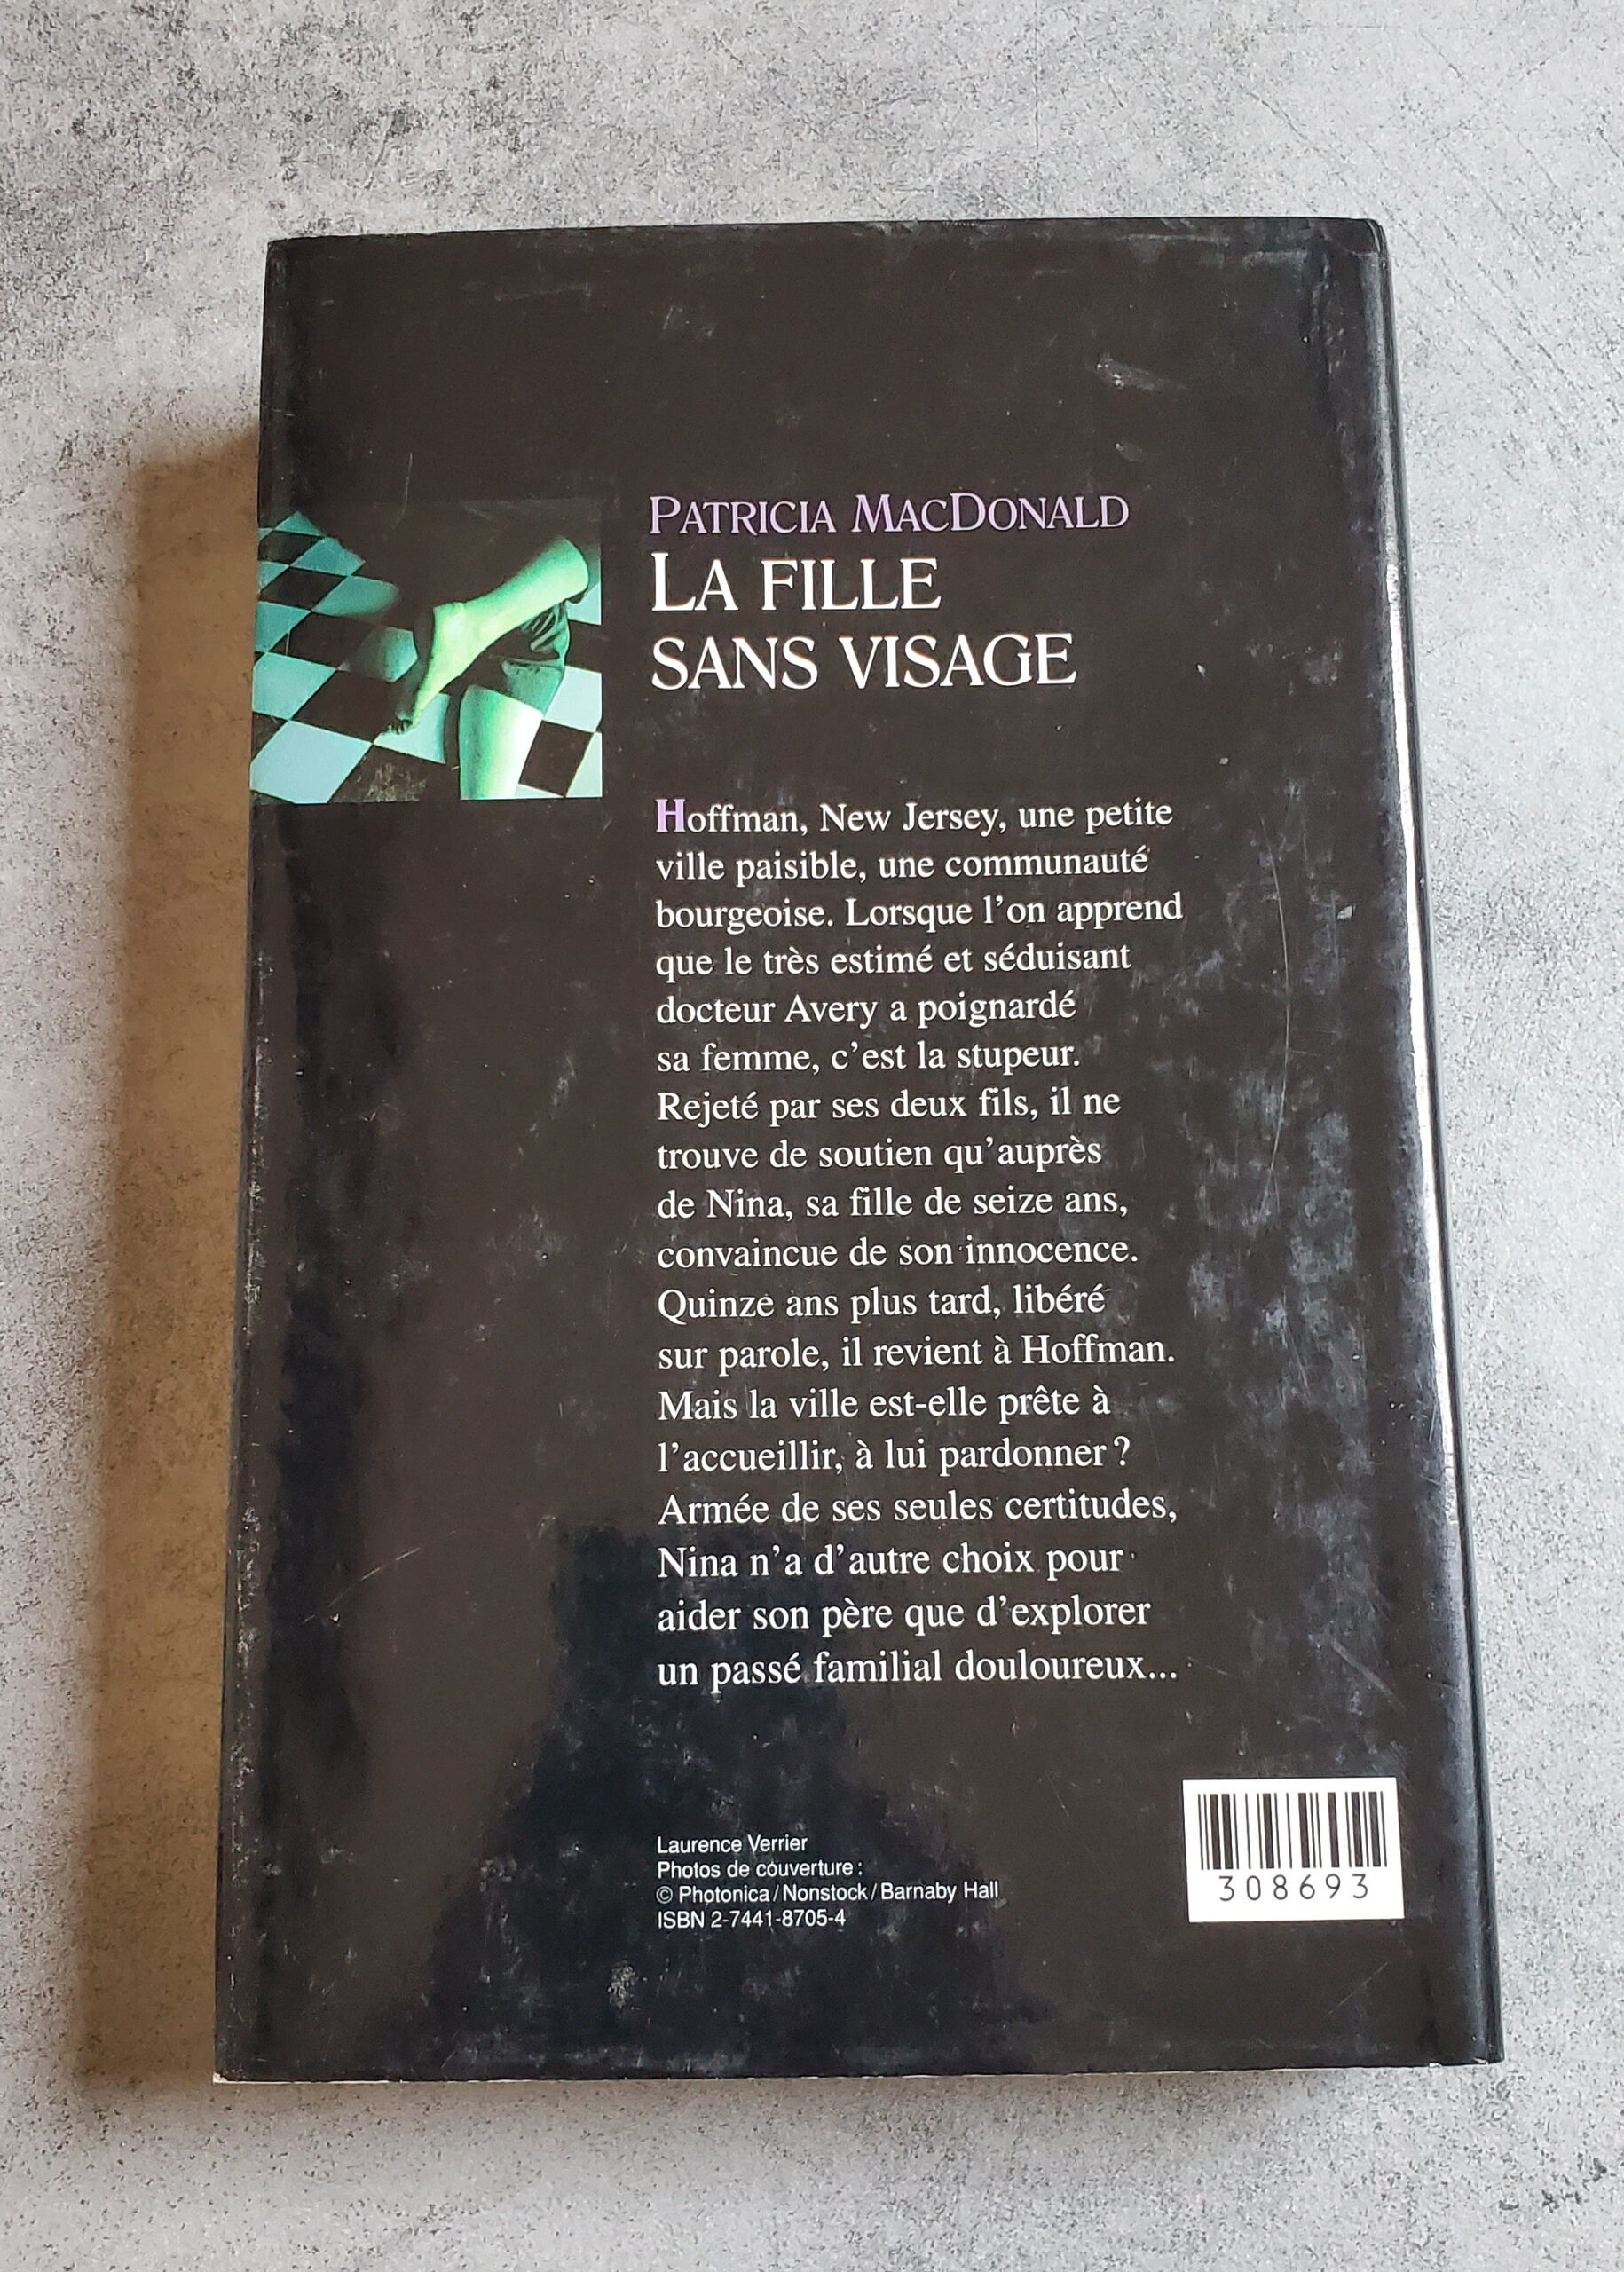 PATRICIA MACDONALD
LA FILLE
SANS VISAGE
Hoffman, New Jersey, une petite
ville paisible, une communauté
bourgeoise. Lorsque l'on apprend
que le très estimé et séduisant
docteur Avery a poignardé
sa femme, c'est la stupeur.
Rejeté par ses deux fils, il ne
trouve de soutien qu'auprès
de Nina, sa fille de seize ans,
convaincue de son innocence.
Quinze ans plus tard, libéré
sur parole, il revient à Hoffman.
Mais la ville est-elle prête à
l'accueillir, à lui pardonner ?
Armée de ses seules certitudes,
Nina n'a d'autre choix pour
aider son père que d'explorer
un passé familial douloureux...
Laurence Verrier
Photos de couverture :
© Photonica / Nonstock / Barnaby Hall
ISBN 2-7441-8705-4
308693